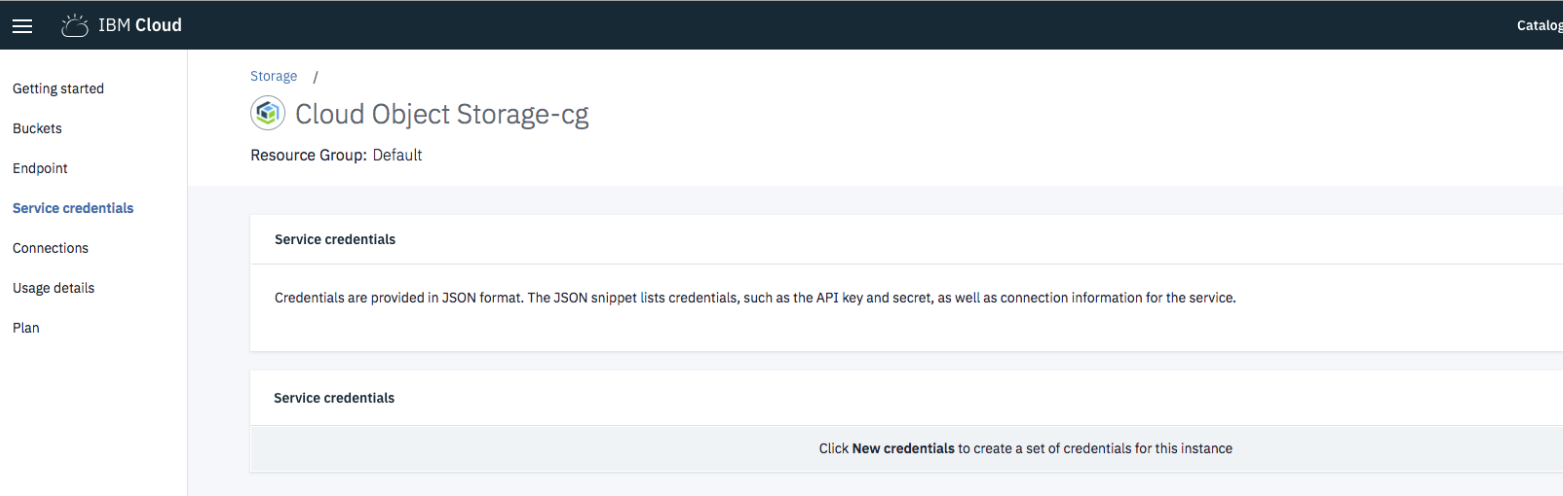 IBM Cloud
Catalog
Getting started
Buckets
Endpoint
Service credentials
Connections
Usage details
Plan
Storage /
Cloud Object Storage-cg
Resource Group: Default
Service credentials
Credentials are provided in JSON format. The JSON snippet lists credentials, such as the API key and secret, as well as connection information for the service.
Service credentials
Click New credentials to create a set of credentials for this instance